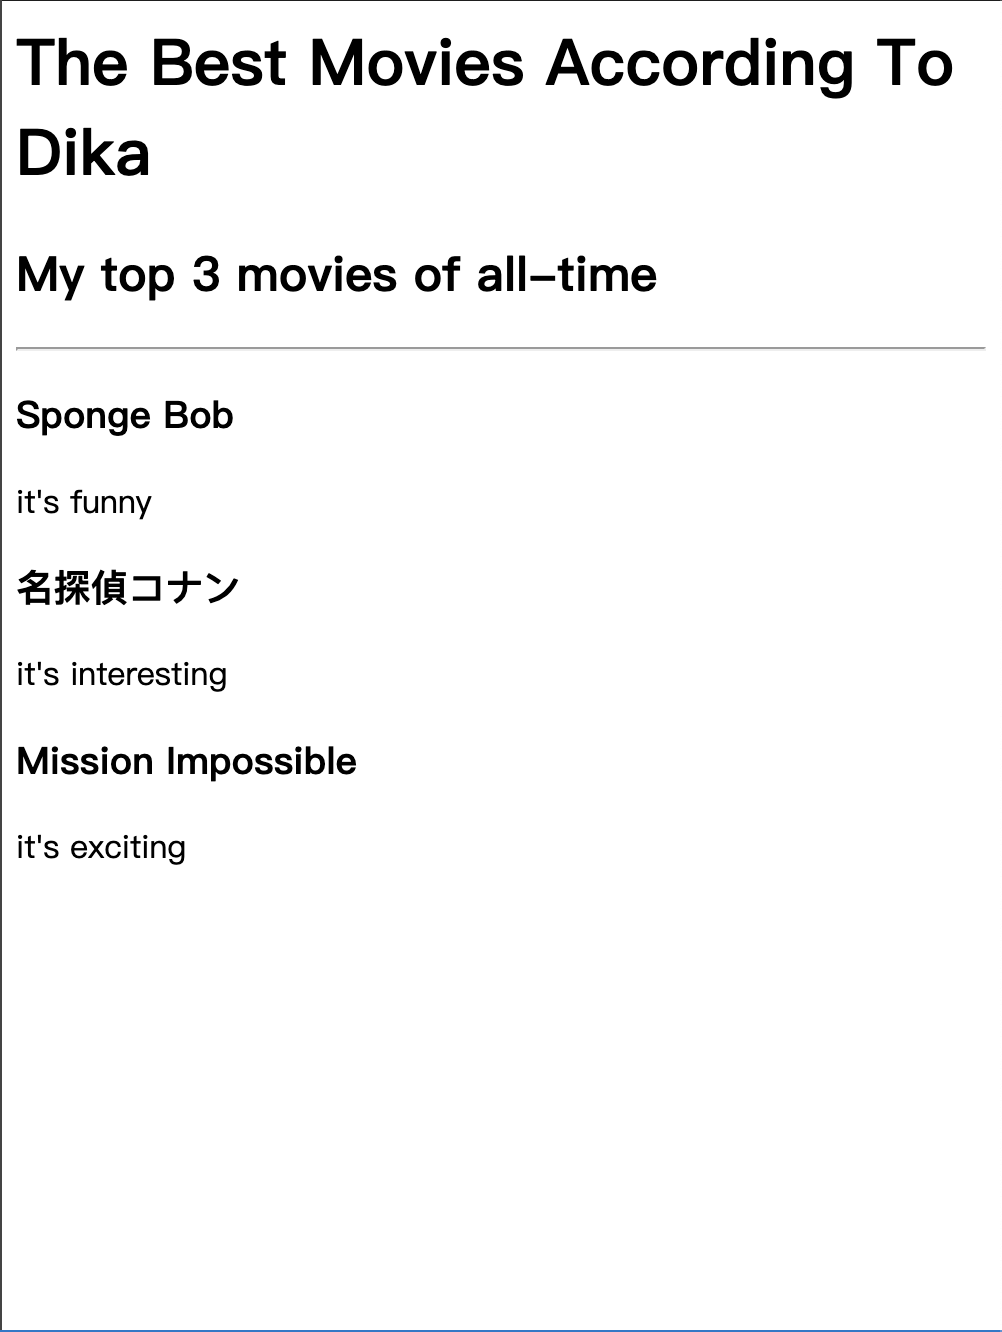 The Best Movies According To
Dika
My top 3 movies of all-time
Sponge Bob
it's funny
名探偵コナン
it's interesting
Mission Impossible
it's exciting